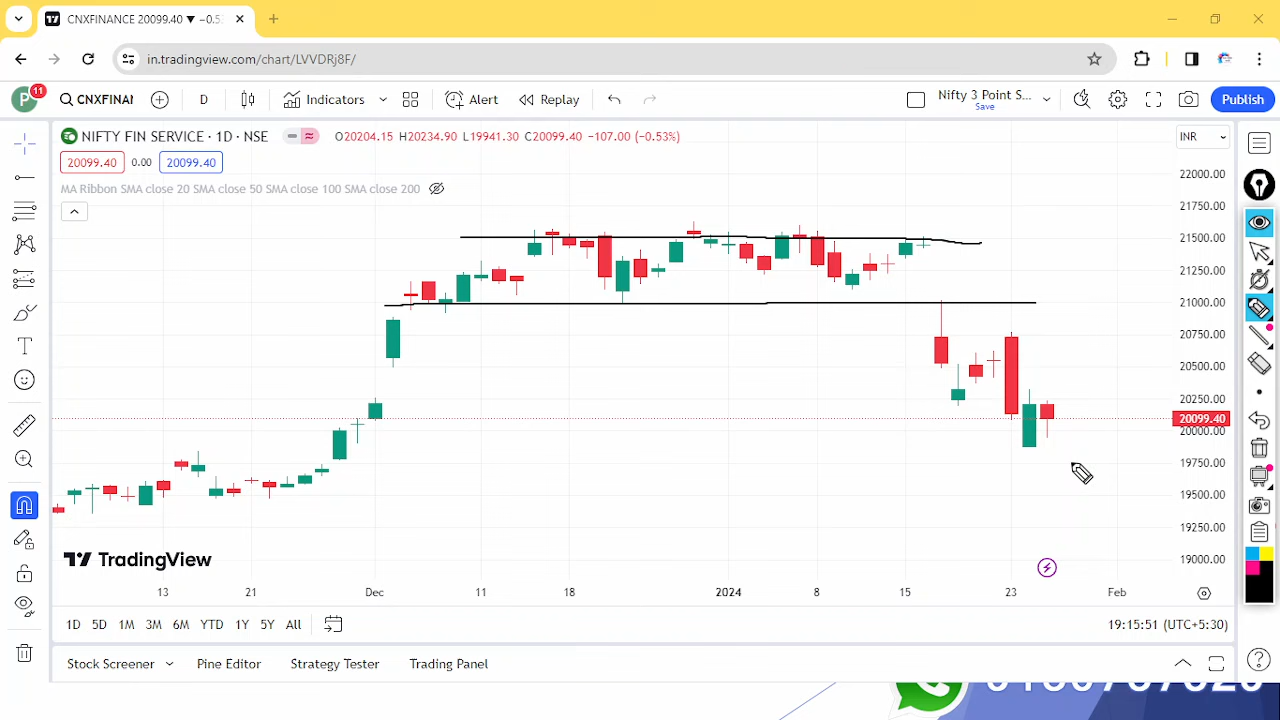 CNXFINANCE 20099.40 ▼ −0.5
in.tradingview.com/chart/LVVDRj8F/
P 11 CNXFINAI D Indicators Alert Replay Nifty 3 Point S... Save Publish
NIFTY FIN SERVICE · 1D · NSE O20204.15 H20234.90 L19941.30 C20099.40 −107.00 (−0.53%) INR
20099.40 0.00 20099.40
MA Ribbon SMA close 20 SMA close 50 SMA close 100 SMA close 200
22000.00
21750.00
21500.00
21250.00
21000.00
20750.00
20500.00
20250.00
20099.40
20000.00
19750.00
19500.00
19250.00
19000.00
TradingView
13 21 Dec 11 18 2024 8 15 23 Feb
1D 5D 1M 3M 6M YTD 1Y 5Y All 19:15:51 (UTC+5:30)
Stock Screener Pine Editor Strategy Tester Trading Panel